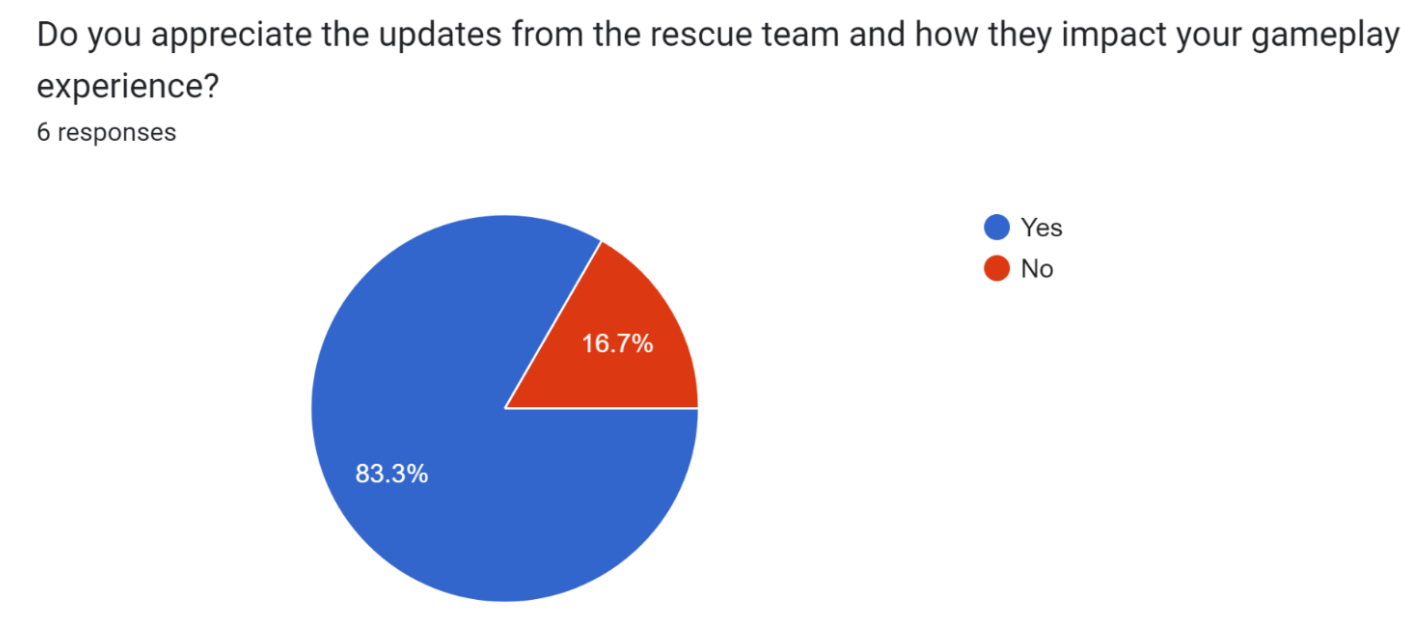 Do you appreciate the updates from the rescue team and how they impact your gameplay
experience?
6 responses
Yes
No
16.7%
83.3%